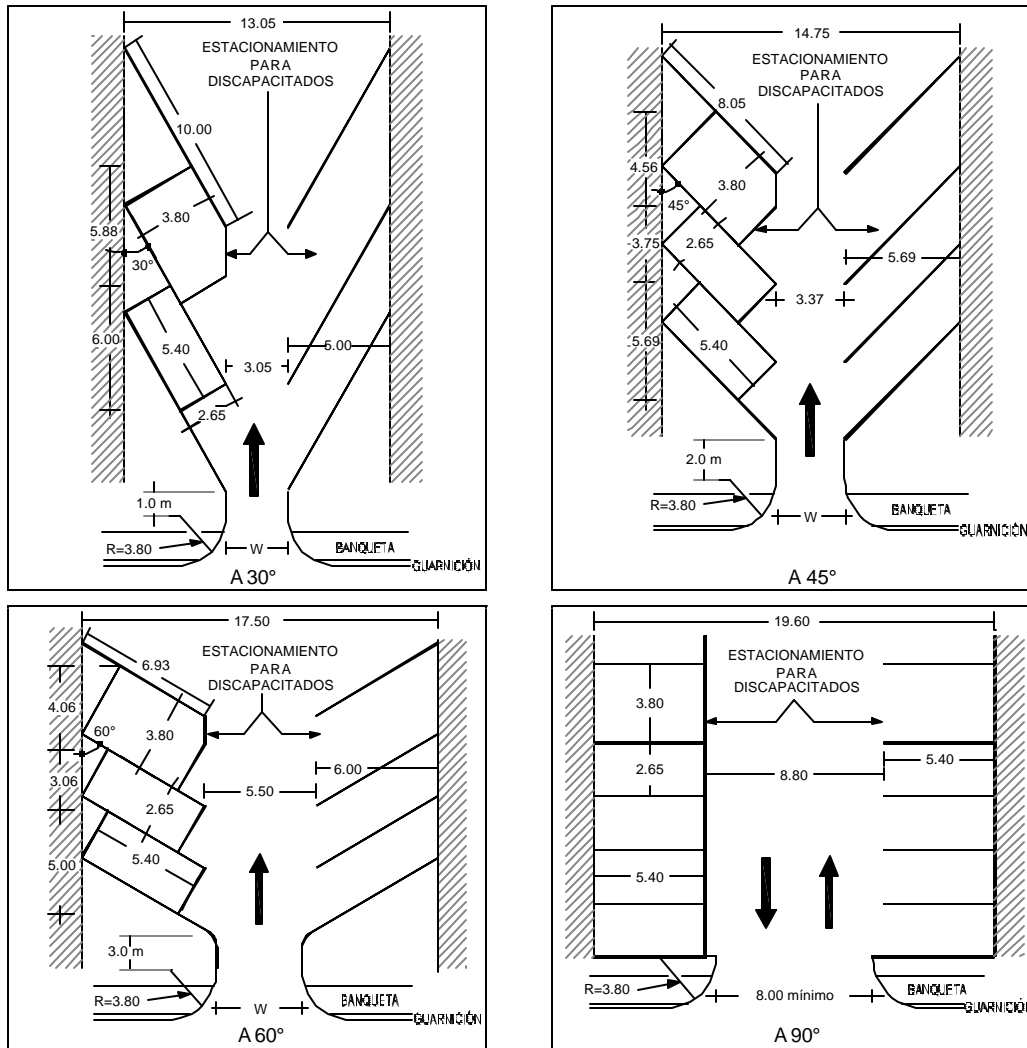 13.05
ESTACIONAMIENTO
PARA
DISCAPACITADOS
10.00
3.80
5.88
30°
6.00
5.40
3.05
5.00
2.65
1.0 m
R=3.80
W
BANQUETA
GUARNICIÓN
A 30°
14.75
ESTACIONAMIENTO
PARA
DISCAPACITADOS
8.05
4.56
3.80
45°
3.75
2.65
5.69
3.37
5.69
5.40
2.0 m
R=3.80
W
BANQUETA
GUARNICIÓN
A 45°
17.50
ESTACIONAMIENTO
PARA
DISCAPACITADOS
6.93
4.06
3.80
60°
6.00
3.06
5.50
2.65
5.40
5.00
3.0 m
R=3.80
W
BANQUETA
GUARNICIÓN
A 60°
19.60
ESTACIONAMIENTO
PARA
DISCAPACITADOS
3.80
2.65
8.80
5.40
5.40
R=3.80
8.00 mínimo
BANQUETA
GUARNICIÓN
A 90°